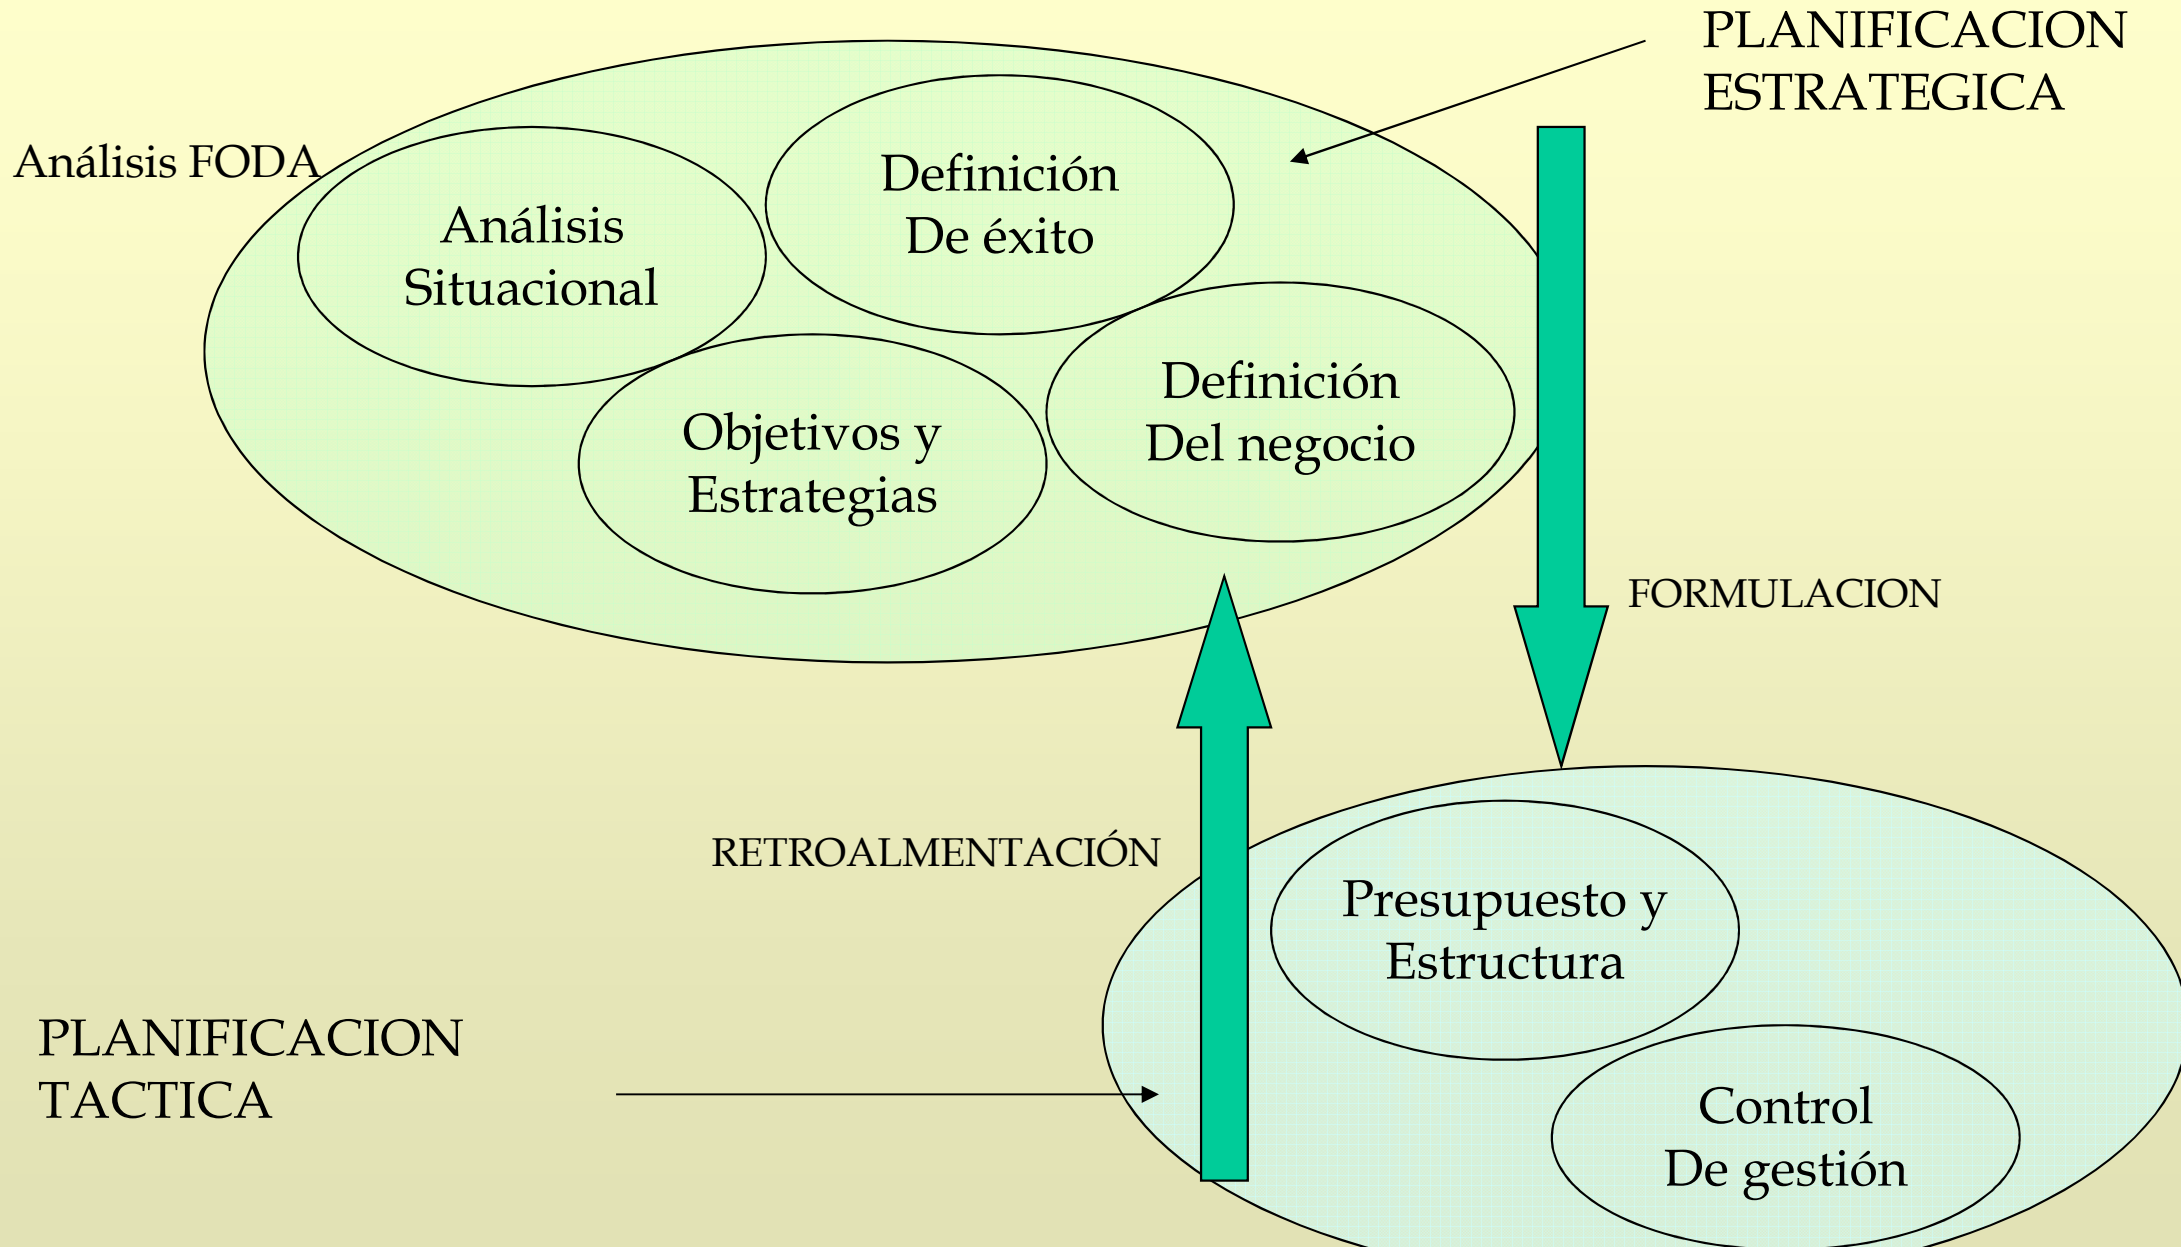 PLANIFICACION
ESTRATEGICA
Análisis FODA
Definición
De éxito
Análisis
Situacional
Definición
Del negocio
Objetivos y
Estrategias
FORMULACION
RETROALMENTACIÓN
Presupuesto y
Estructura
PLANIFICACION
TACTICA
Control
De gestión